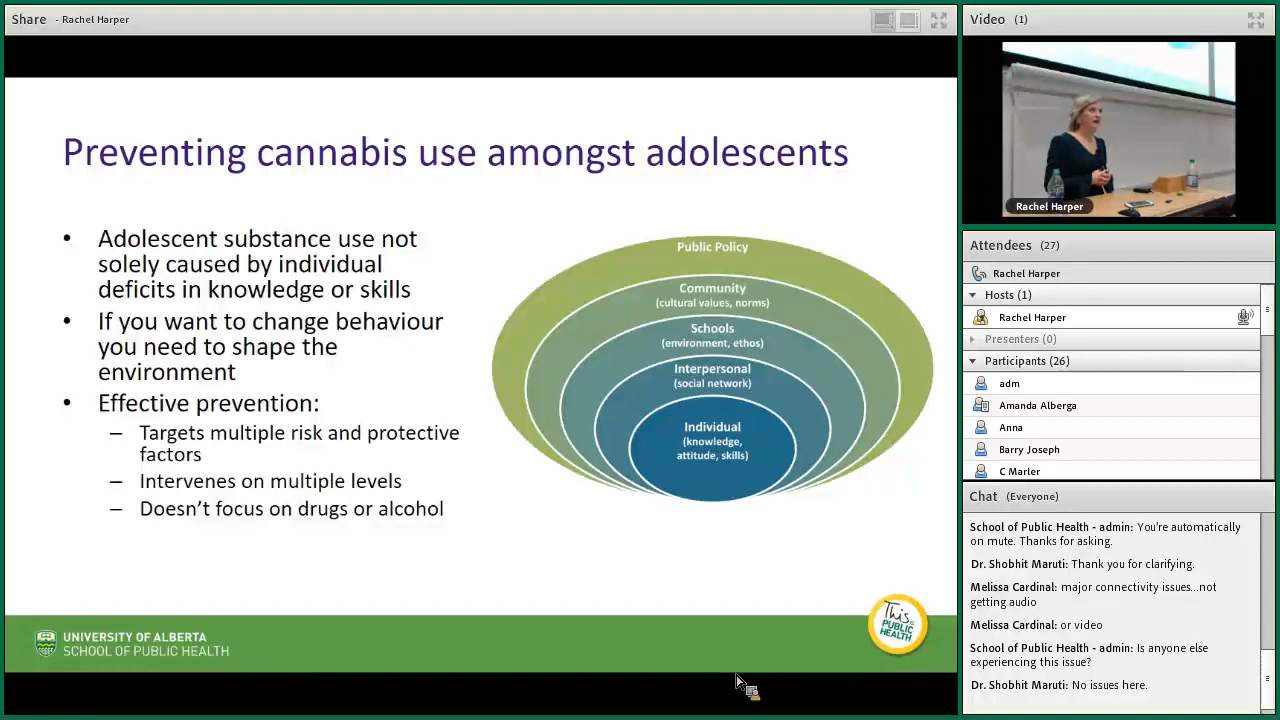 Share - Rachel Harper
Preventing cannabis use amongst adolescents
• Adolescent substance use not
solely caused by individual
deficits in knowledge or skills
• If you want to change behaviour
you need to shape the
environment
• Effective prevention:
– Targets multiple risk and protective
factors
– Intervenes on multiple levels
– Doesn't focus on drugs or alcohol
Public Policy
Community
(cultural values, norms)
Schools
(environment, ethos)
Interpersonal
(social network)
Individual
(knowledge,
attitude, skills)
UNIVERSITY OF ALBERTA
SCHOOL OF PUBLIC HEALTH
This is
PUBLIC
HEALTH
Video (1)
Rachel Harper
Attendees (27)
Rachel Harper
Hosts (1)
Rachel Harper
Presenters (0)
Participants (26)
adm
Amanda Alberga
Anna
Barry Joseph
C Marler
Chat (Everyone)
School of Public Health - admin: You're automatically
on mute. Thanks for asking.
Dr. Shobhit Maruti: Thank you for clarifying.
Melissa Cardinal: major connectivity issues...not
getting audio
Melissa Cardinal: or video
School of Public Health - admin: Is anyone else
experiencing this issue?
Dr. Shobhit Maruti: No issues here.